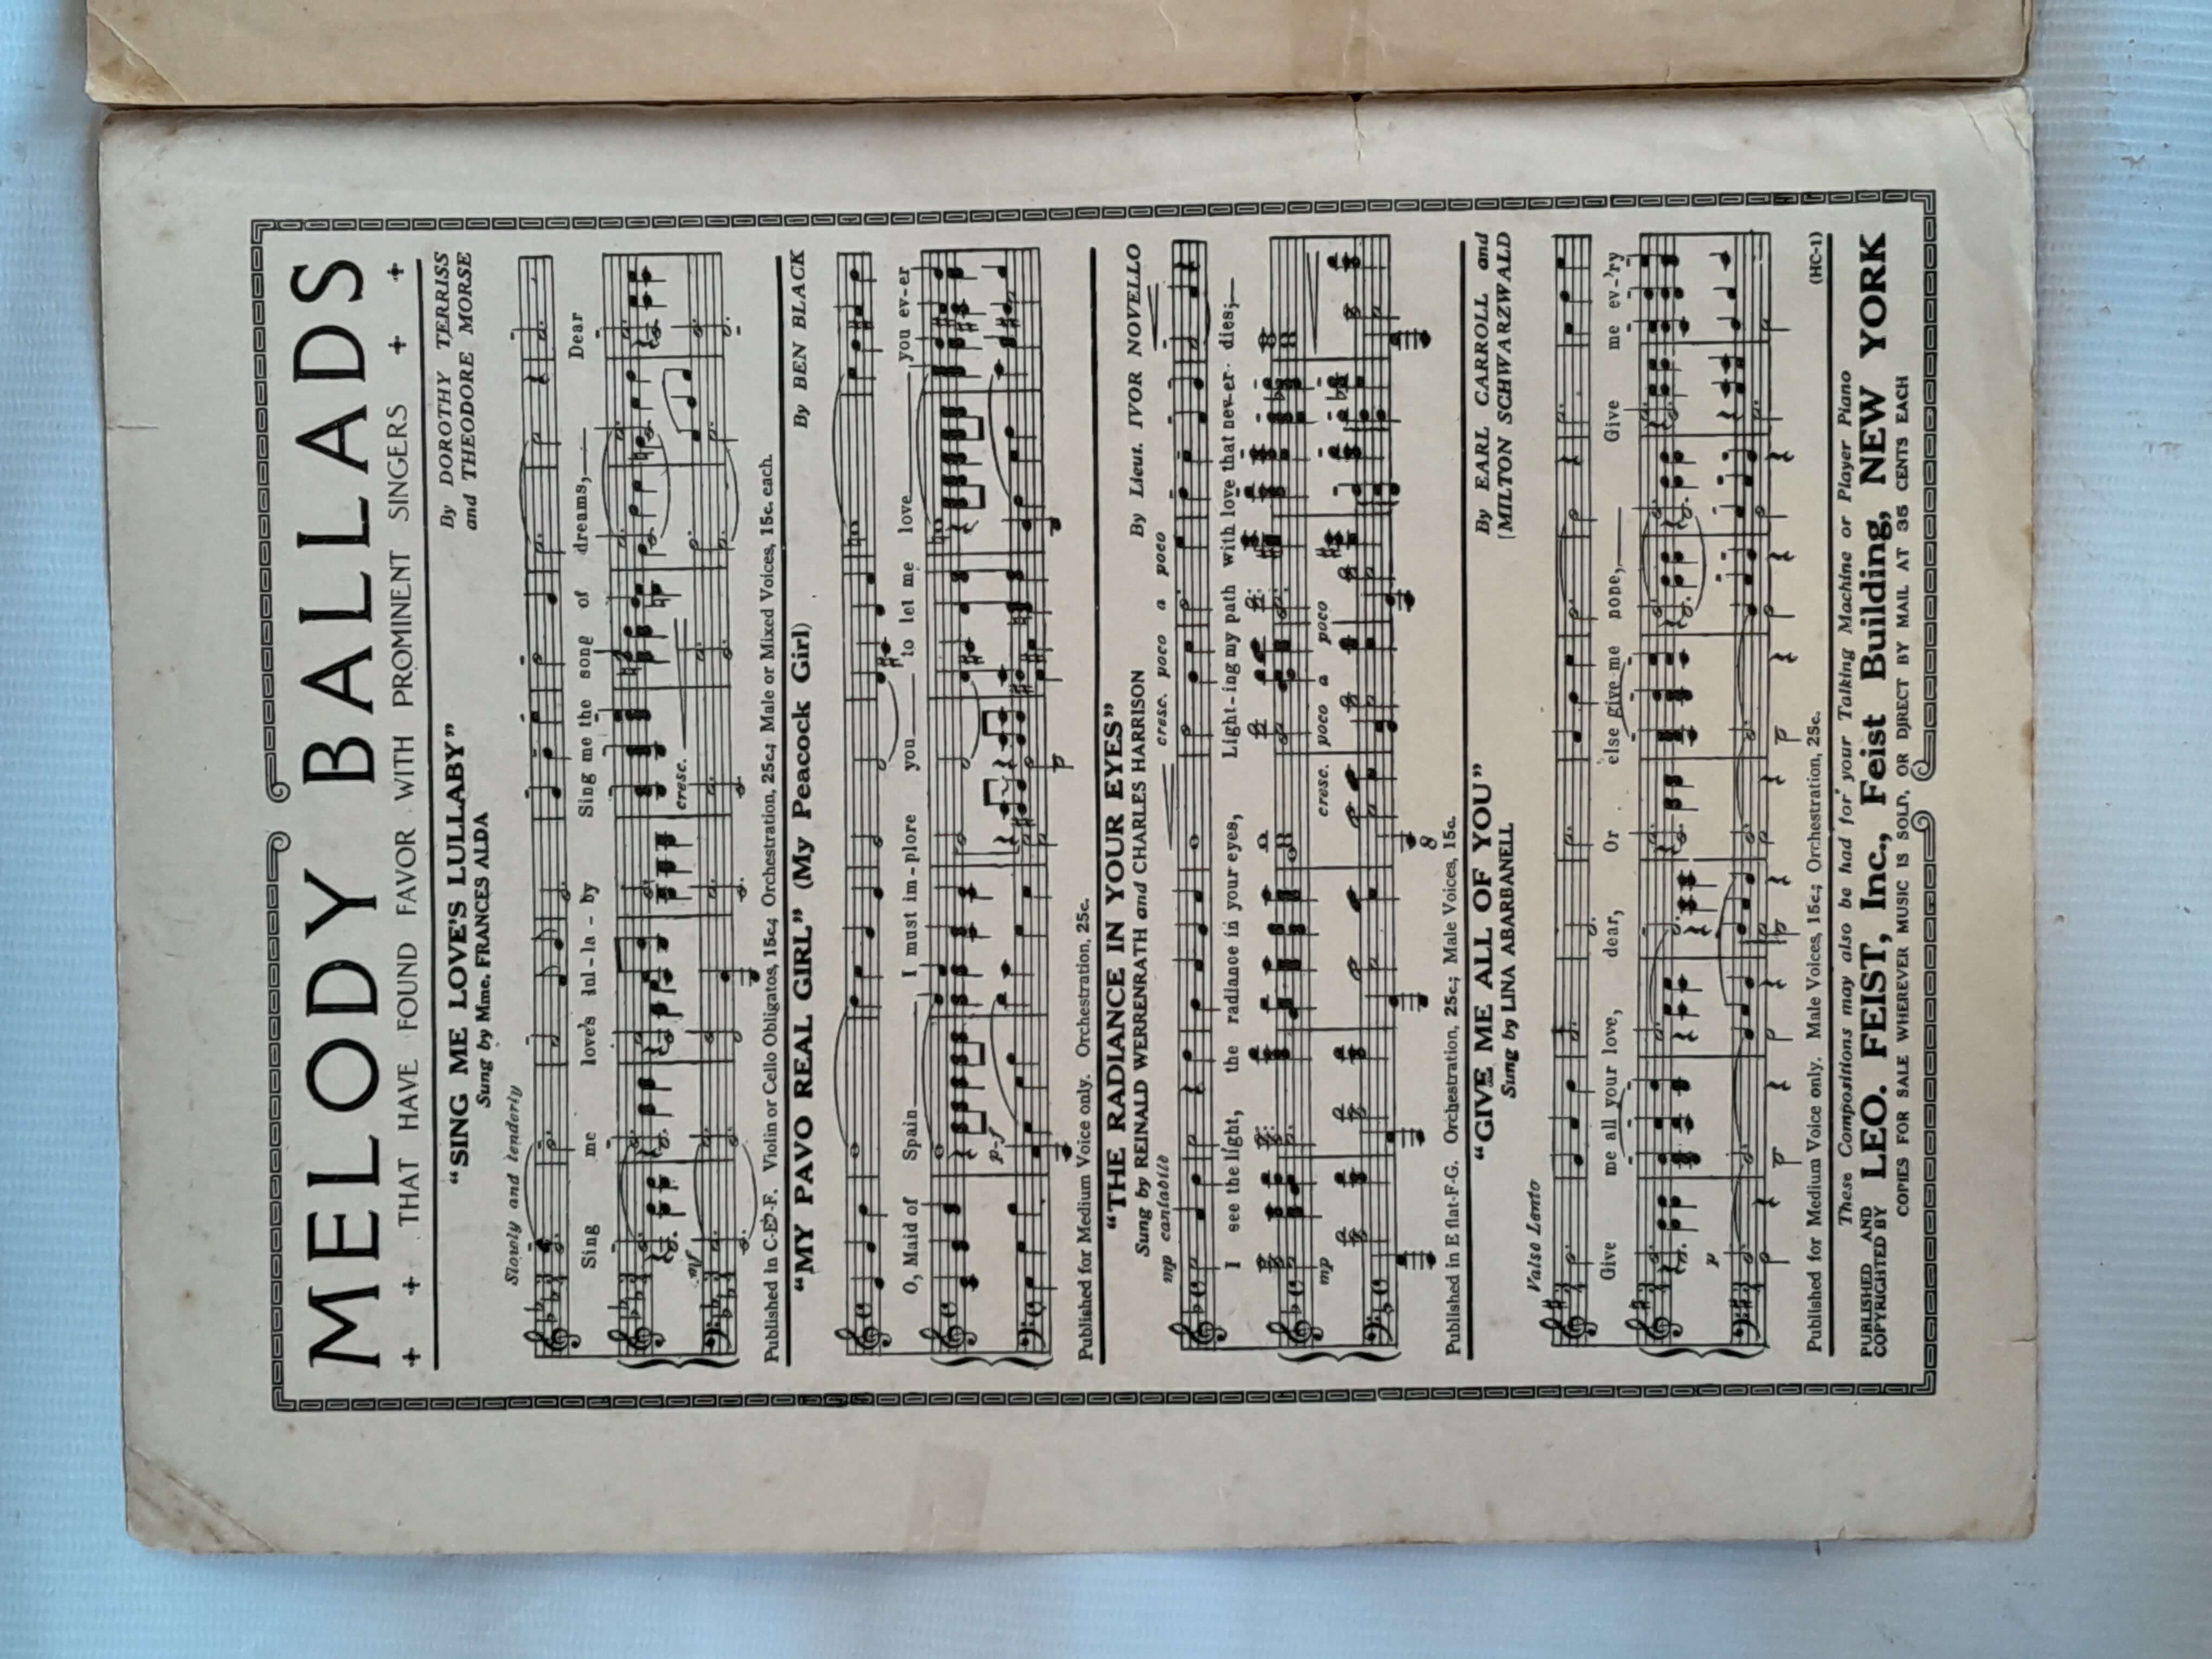 MELODY BALLADS
+ + THAT HAVE FOUND FAVOR WITH PROMINENT SINGERS + +
"SING ME LOVE'S LULLABY"
By DOROTHY TERRISS
and THEODORE MORSE
Sung by Mme. FRANCES ALDA
Slowly and tenderly
Sing me love's lul-la-by Sing me the song of dreams,— Dear
cresc.
Published in C-E♭-F. Violin or Cello Obligatos, 15c.; Orchestration, 25c.; Male or Mixed Voices, 15c. each.
"MY PAVO REAL GIRL" (My Peacock Girl)
By BEN BLACK
O, Maid of Spain— I must im-plore you— to let me love— you ev-er
p-f
Published for Medium Voice only. Orchestration, 25c.
"THE RADIANCE IN YOUR EYES"
By Lieut. IVOR NOVELLO
Sung by REINALD WERRENRATH and CHARLES HARRISON
mp cantabile cresc. poco a poco
I see the light, the radiance in your eyes, Light-ing my path with love that nev-er- dies;—
mp cresc. poco a poco
8
Published in E flat-F-G. Orchestration, 25c.; Male Voices, 15c.
"GIVE ME ALL OF YOU"
By EARL CARROLL and
[MILTON SCHWARZWALD
Sung by LINA ABARBANELL
Valse Lento
Give me all your love, dear, Or else give me none,— Give me ev-'ry
p
Published for Medium Voice only. Male Voices, 15c.; Orchestration, 25c.
(HC-1)
These Compositions may also be had for your Talking Machine or Player Piano
PUBLISHED AND
COPYRIGHTED BY LEO. FEIST, Inc., Feist Building, NEW YORK
COPIES FOR SALE WHEREVER MUSIC IS SOLD, OR DIRECT BY MAIL AT 35 CENTS EACH